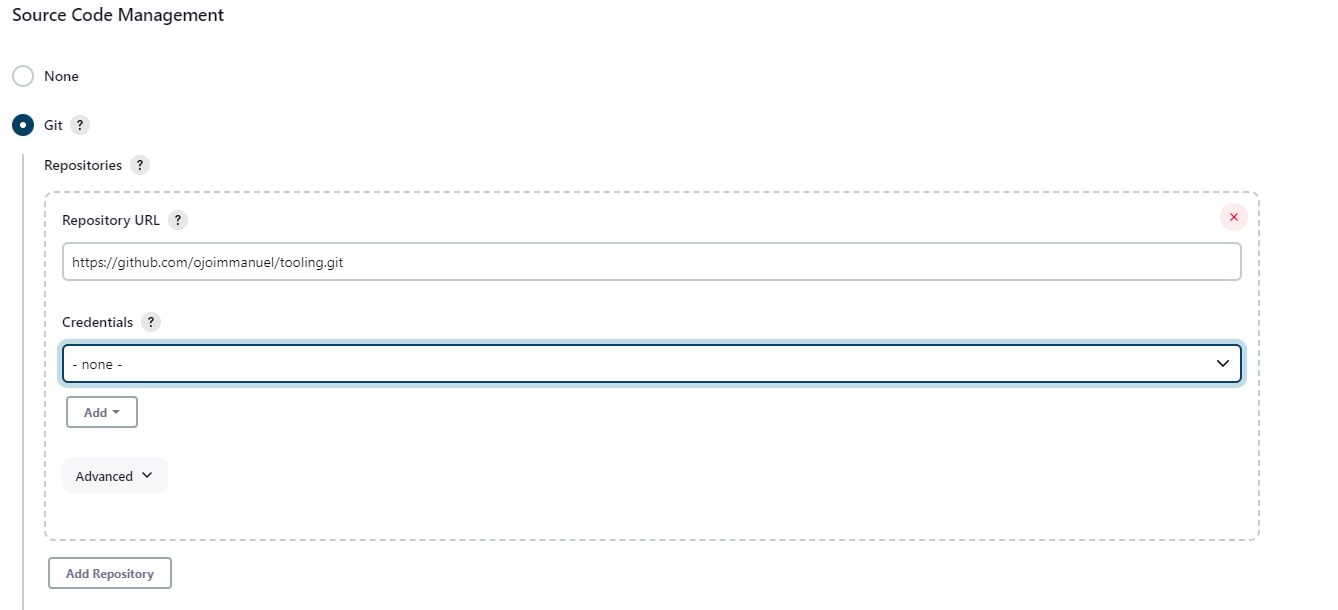 Source Code Management
None
Git ?
Repositories ?
Repository URL ?
https://github.com/ojoimmanuel/tooling.git
Credentials ?
- none -
Add
Advanced
Add Repository